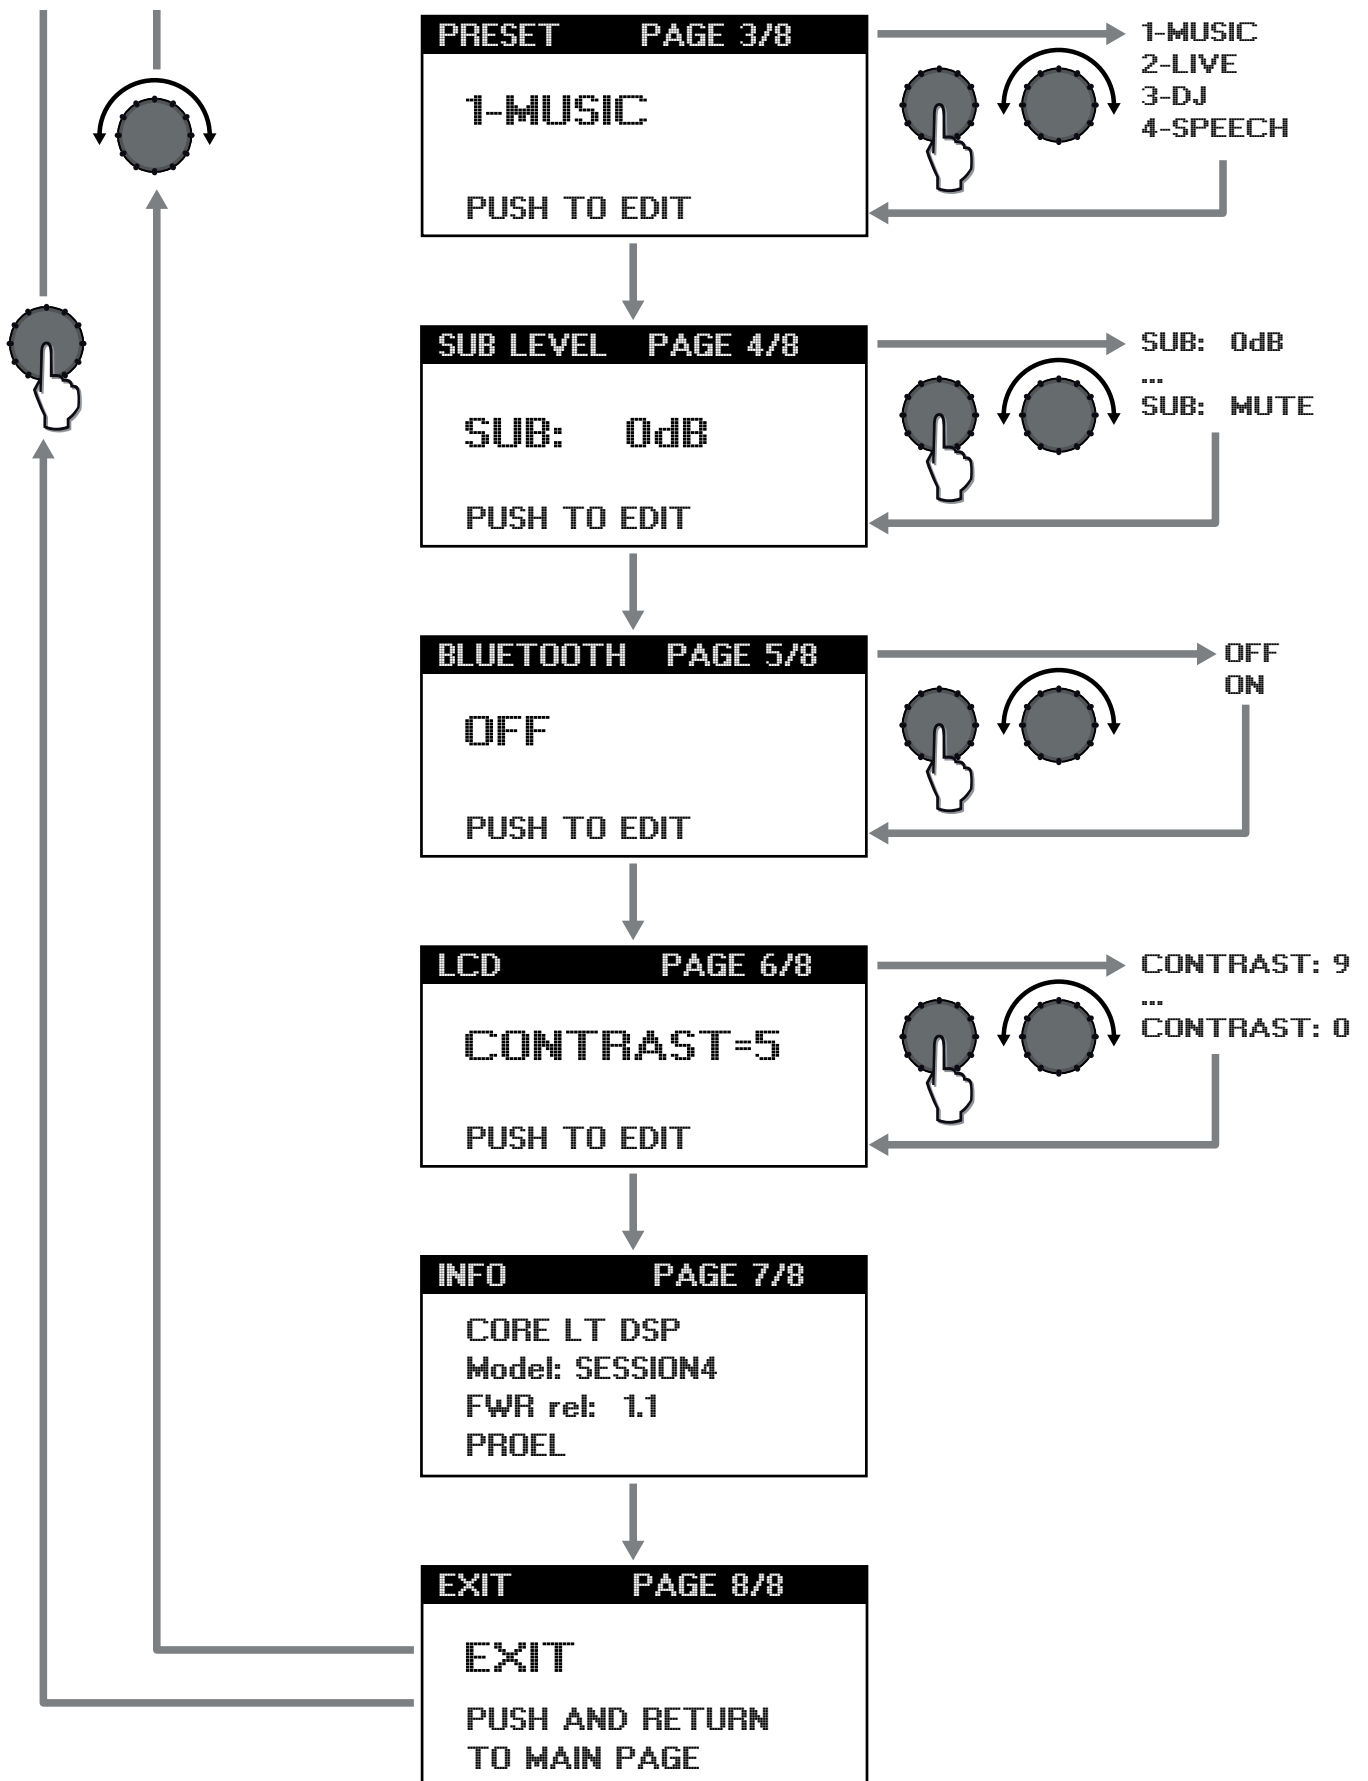 PRESET PAGE 3/8
1-MUSIC
PUSH TO EDIT
1-MUSIC
2-LIVE
3-DJ
4-SPEECH
SUB LEVEL PAGE 4/8
SUB: 0dB
PUSH TO EDIT
SUB: 0dB
...
SUB: MUTE
BLUETOOTH PAGE 5/8
OFF
PUSH TO EDIT
OFF
ON
LCD PAGE 6/8
CONTRAST=5
PUSH TO EDIT
CONTRAST: 9
...
CONTRAST: 0
INFO PAGE 7/8
CORE LT DSP
Model: SESSION4
FWR rel: 1.1
PROEL
EXIT PAGE 8/8
EXIT
PUSH AND RETURN
TO MAIN PAGE